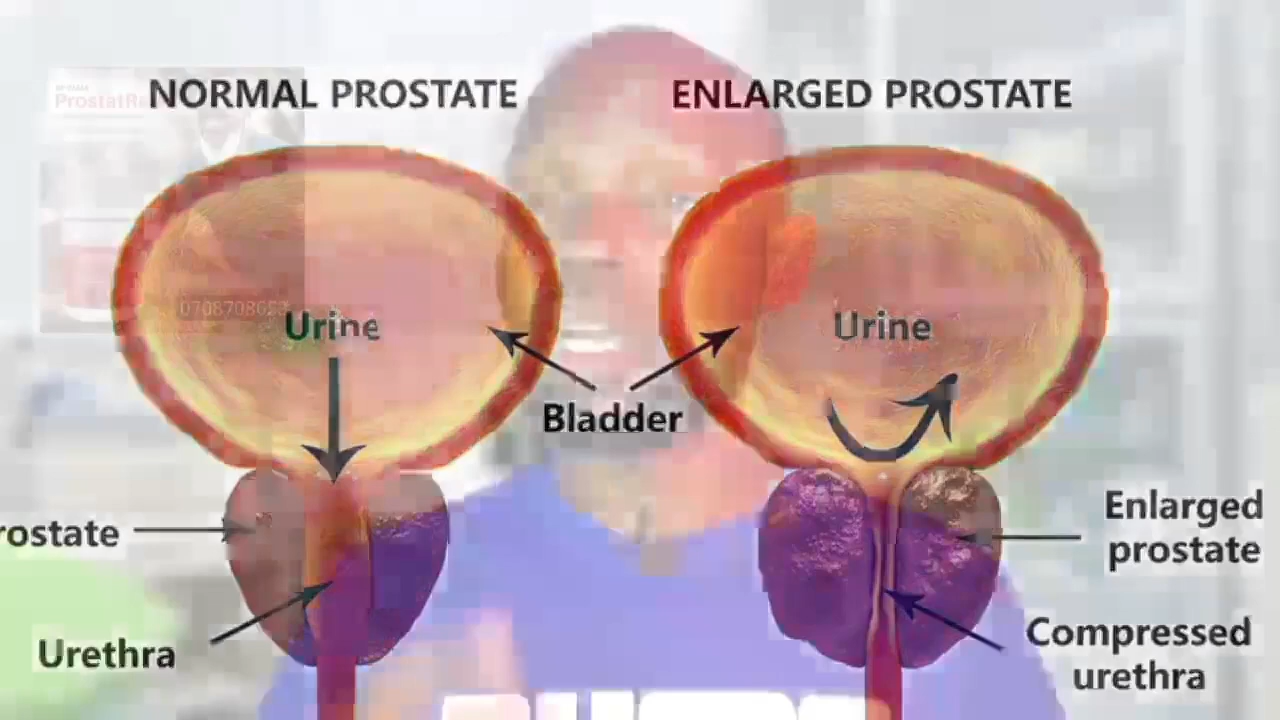 NORMAL PROSTATE
ENLARGED PROSTATE
Urine
Urine
Bladder
rostate
Enlarged
prostate
Urethra
Compressed
urethra